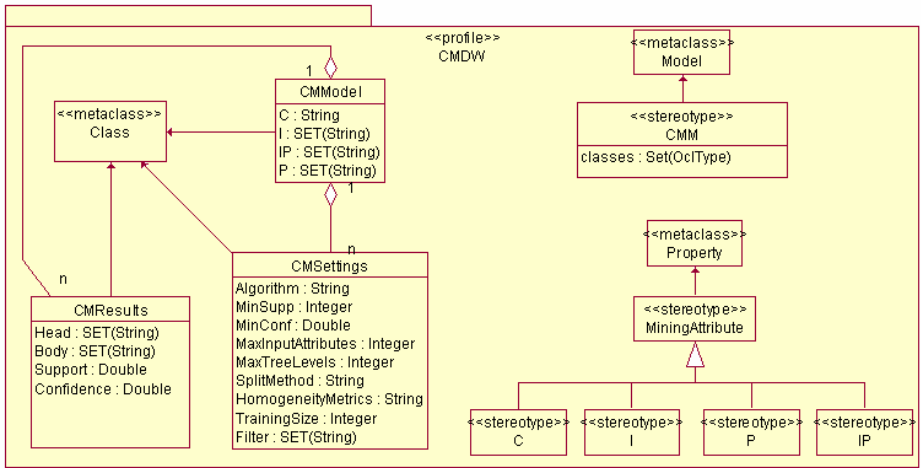 <<profile>>
CMDW
1
CMModel
C : String
I : SET(String)
IP : SET(String)
P : SET(String)
1
<<metaclass>>
Class
<<metaclass>>
Model
<<stereotype>>
CMM
classes : Set(OclType)
n
CMResults
Head : SET(String)
Body : SET(String)
Support : Double
Confidence : Double
n
CMSettings
Algorithm : String
MinSupp : Integer
MinConf : Double
MaxInputAttributes : Integer
MaxTreeLevels : Integer
SplitMethod : String
HomogeneityMetrics : String
TrainingSize : Integer
Filter : SET(String)
<<metaclass>>
Property
<<stereotype>>
MiningAttribute
<<stereotype>>
C
<<stereotype>>
I
<<stereotype>>
P
<<stereotype>>
IP